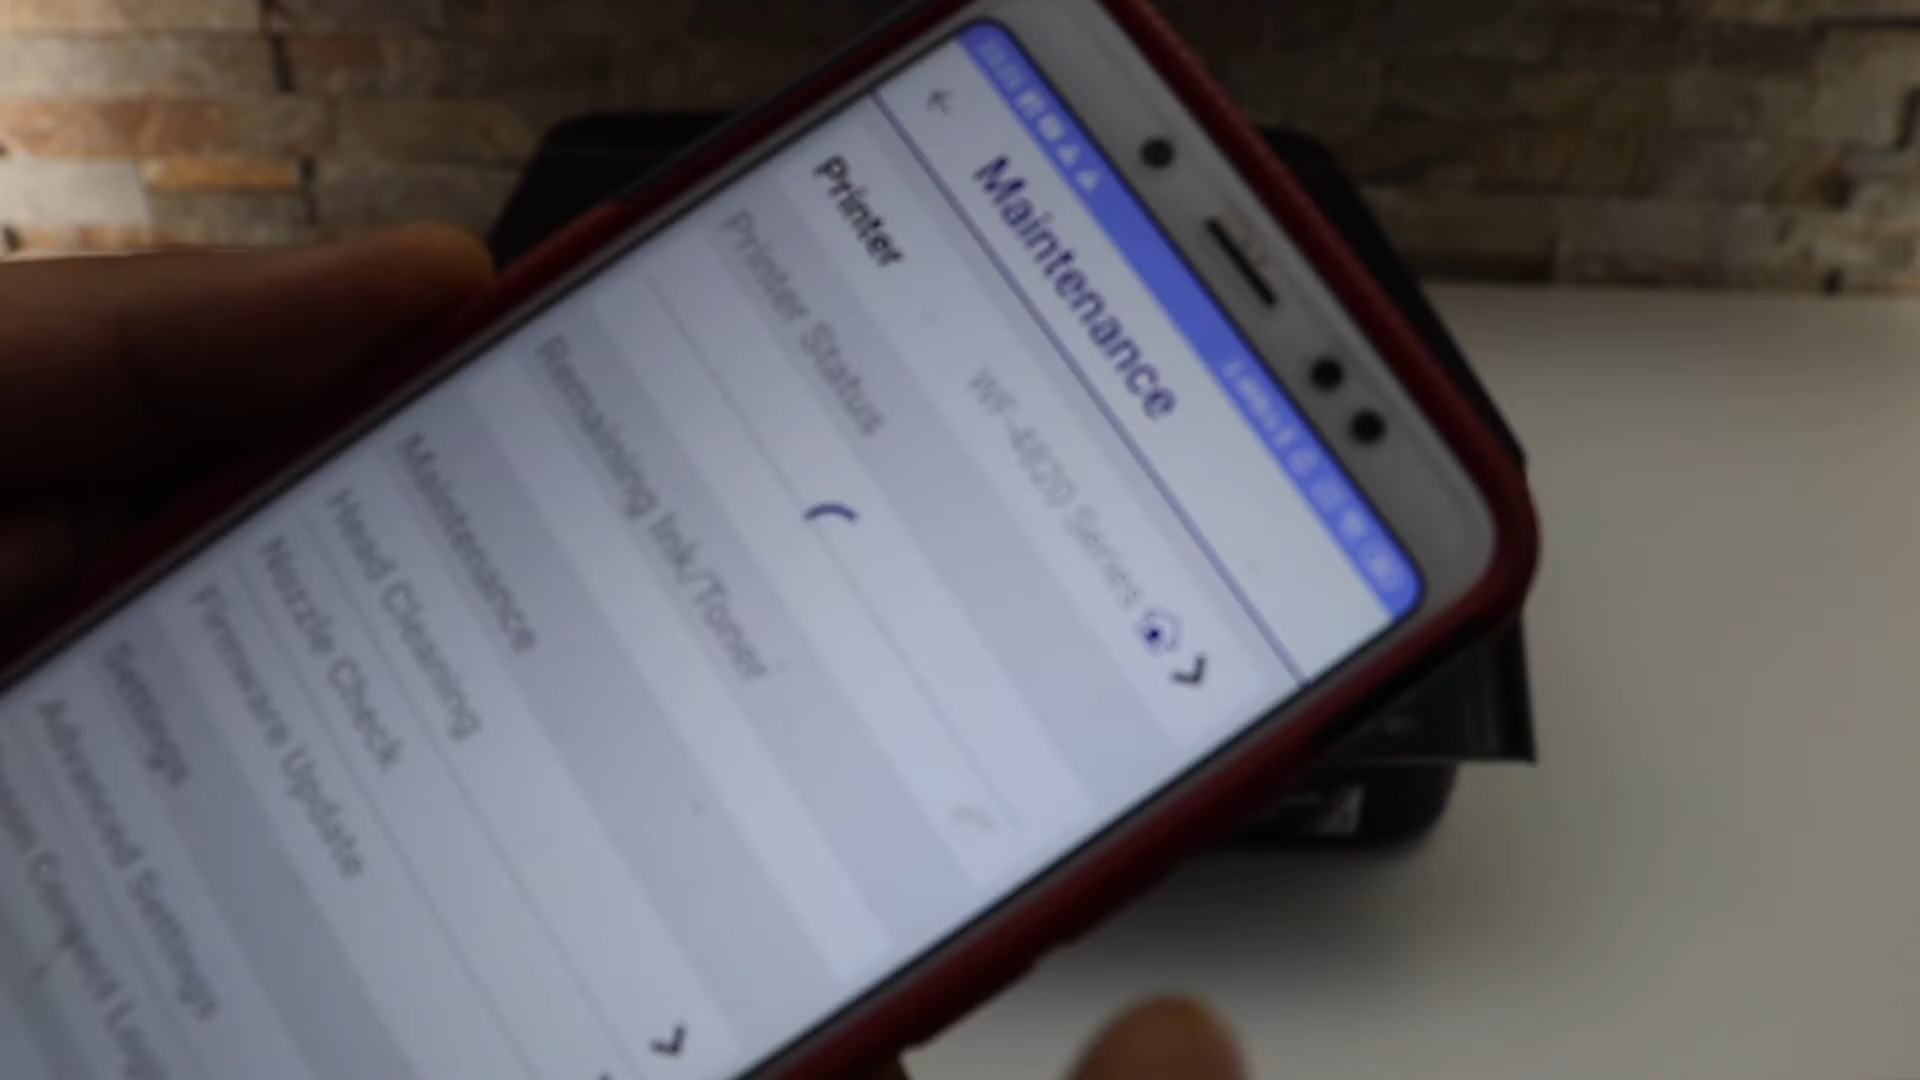 Maintenance
Printer
WF-4820 Series
Printer Status
Remaining Ink/Toner
Maintenance
Head Cleaning
Nozzle Check
Firmware Update
Settings
Advanced Settings